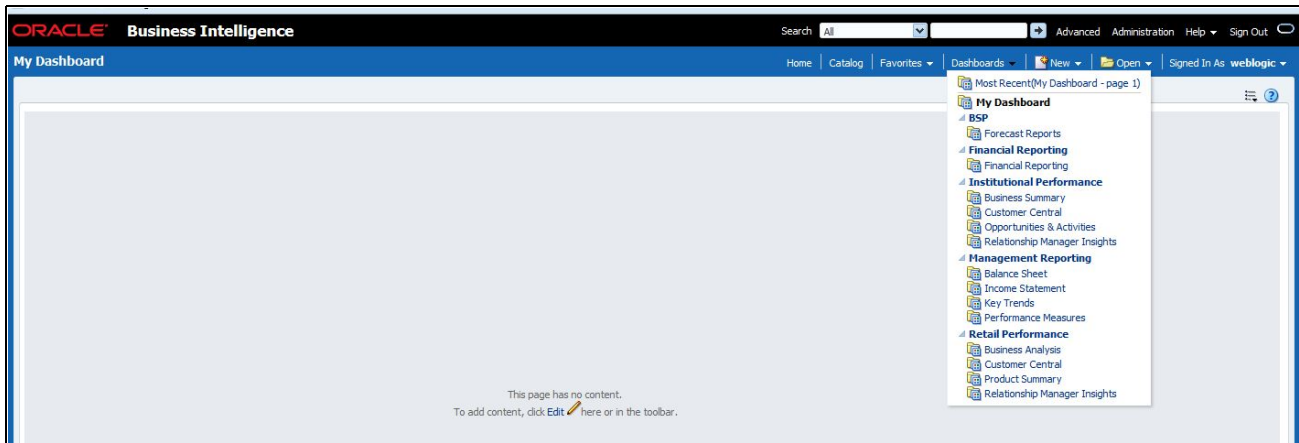 ORACLE Business Intelligence
Search All Advanced Administration Help Sign Out
My Dashboard
Home Catalog Favorites Dashboards New Open Signed In As weblogic
Most Recent(My Dashboard - page 1)
My Dashboard
BSP
Forecast Reports
Financial Reporting
Financial Reporting
Institutional Performance
Business Summary
Customer Central
Opportunities & Activities
Relationship Manager Insights
Management Reporting
Balance Sheet
Income Statement
Key Trends
Performance Measures
Retail Performance
Business Analysis
Customer Central
Product Summary
Relationship Manager Insights
This page has no content.
To add content, click Edit here or in the toolbar.